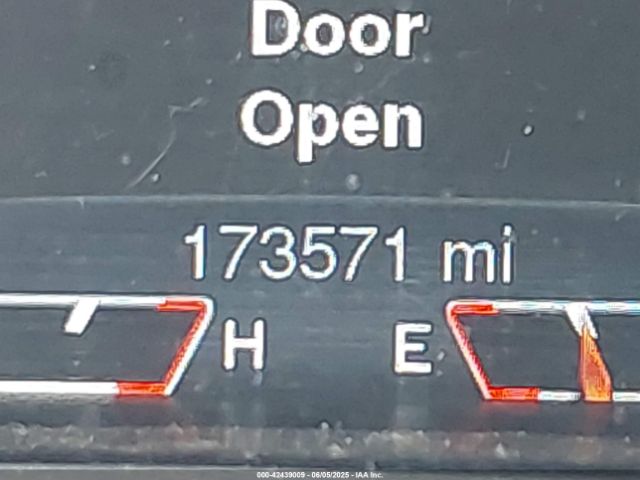 Door
Open
173571 mi
H E
000-42439009 - 06/05/2025 - IAA Inc.